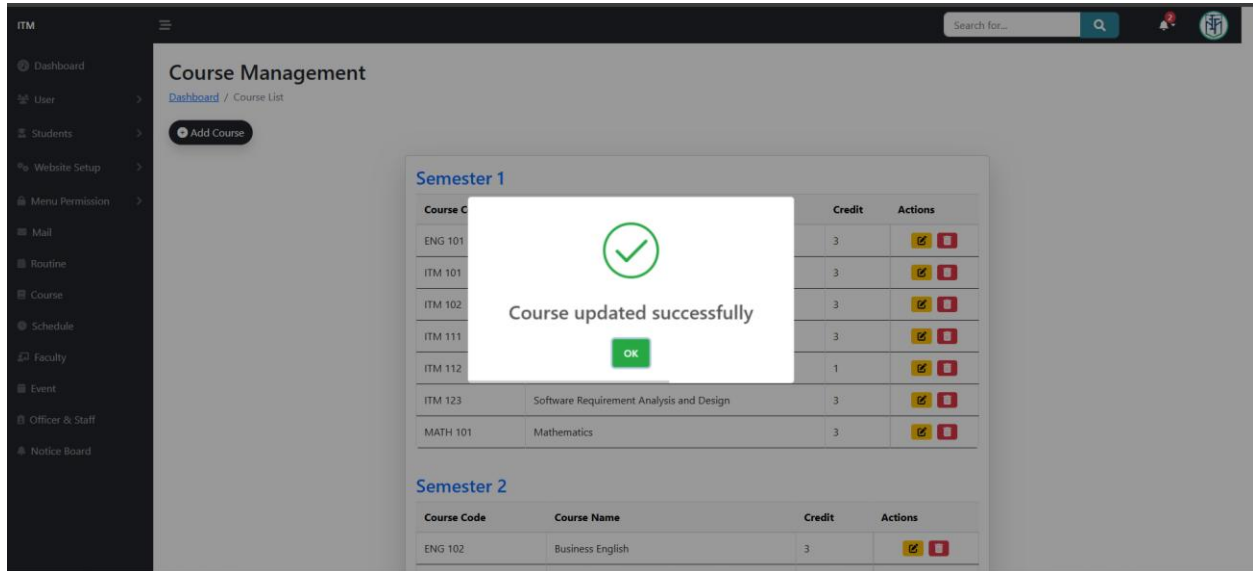 ITM
Search for...
2
Dashboard
User
Students
Website Setup
Menu Permission
Mail
Routine
Course
Schedule
Faculty
Event
Officer & Staff
Notice Board
Course Management
Dashboard / Course List
Add Course
Semester 1
Course C Credit Actions
ENG 101 3
ITM 101 3
ITM 102 3
ITM 111 3
ITM 112 1
ITM 123 Software Requirement Analysis and Design 3
MATH 101 Mathematics 3
Course updated successfully
OK
Semester 2
Course Code Course Name Credit Actions
ENG 102 Business English 3